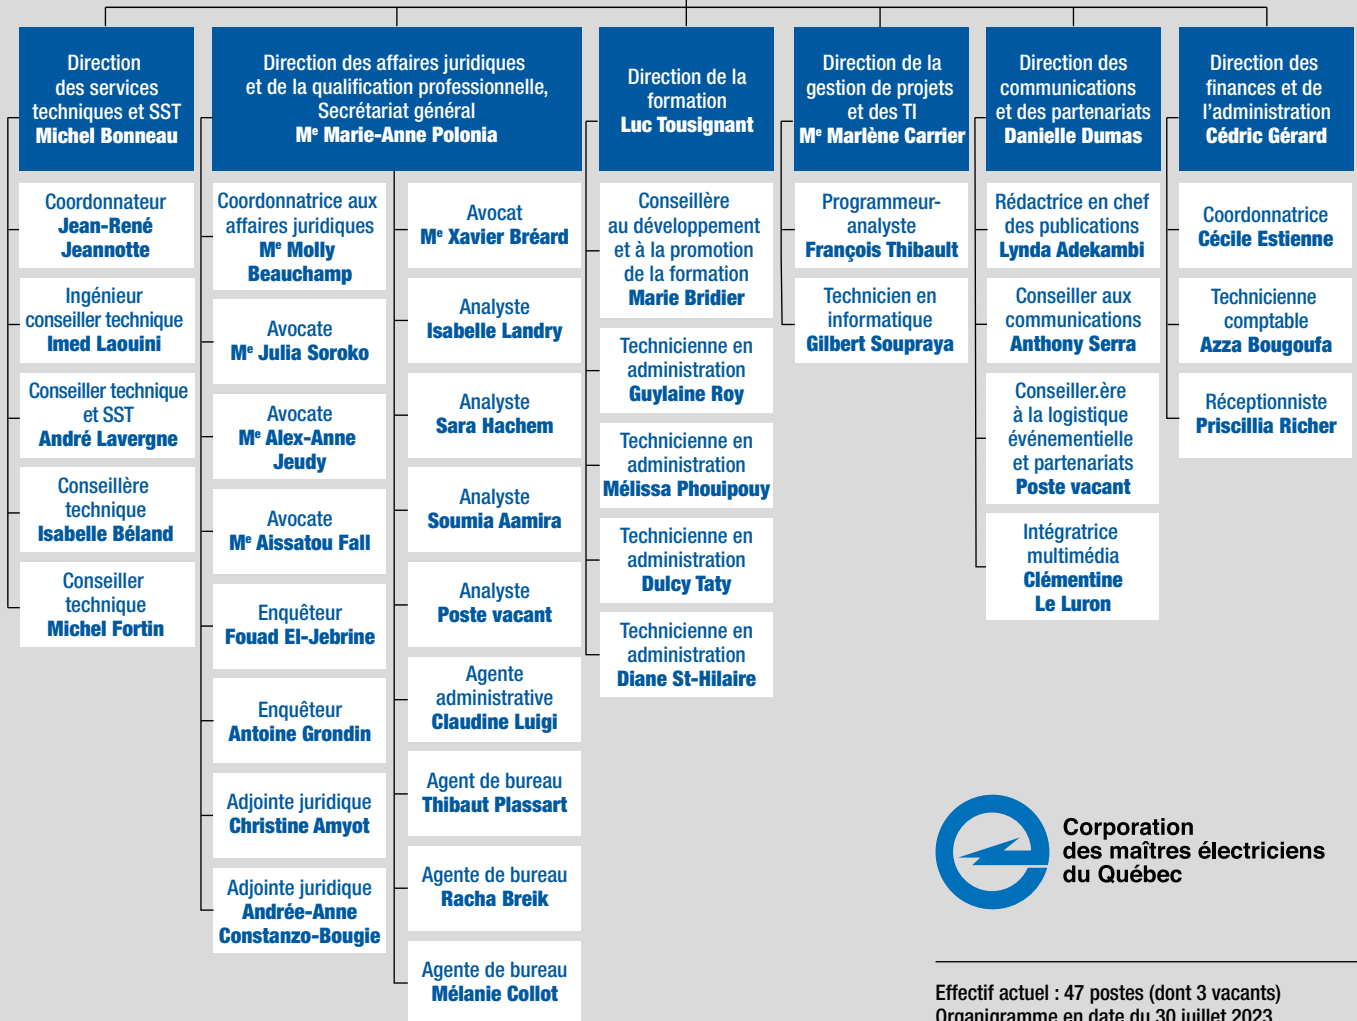 Direction
des services
techniques et SST
Michel Bonneau
Coordonnateur
Jean-René
Jeannotte
Ingénieur
conseiller technique
Imed Laouini
Conseiller technique
et SST
André Lavergne
Conseillère
technique
Isabelle Béland
Conseiller
technique
Michel Fortin
Direction des affaires juridiques
et de la qualification professionnelle,
Secrétariat général
Mᵉ Marie-Anne Polonia
Coordonnatrice aux
affaires juridiques
Mᵉ Molly
Beauchamp
Avocate
Mᵉ Julia Soroko
Avocate
Mᵉ Alex-Anne
Jeudy
Avocate
Mᵉ Aissatou Fall
Enquêteur
Fouad El-Jebrine
Enquêteur
Antoine Grondin
Adjointe juridique
Christine Amyot
Adjointe juridique
Andrée-Anne
Constanzo-Bougie
Avocat
Mᵉ Xavier Bréard
Analyste
Isabelle Landry
Analyste
Sara Hachem
Analyste
Soumia Aamira
Analyste
Poste vacant
Agente
administrative
Claudine Luigi
Agent de bureau
Thibaut Plassart
Agente de bureau
Racha Breik
Agente de bureau
Mélanie Collot
Direction de la
formation
Luc Tousignant
Conseillère
au développement
et à la promotion
de la formation
Marie Bridier
Technicienne en
administration
Guylaine Roy
Technicienne en
administration
Mélissa Phouipouy
Technicienne en
administration
Dulcy Taty
Technicienne en
administration
Diane St-Hilaire
Direction de la
gestion de projets
et des TI
Mᵉ Marlène Carrier
Programmeur-
analyste
François Thibault
Technicien en
informatique
Gilbert Soupraya
Direction des
communications
et des partenariats
Danielle Dumas
Rédactrice en chef
des publications
Lynda Adekambi
Conseiller aux
communications
Anthony Serra
Conseiller.ère
à la logistique
événementielle
et partenariats
Poste vacant
Intégratrice
multimédia
Clémentine
Le Luron
Direction des
finances et de
l'administration
Cédric Gérard
Coordonnatrice
Cécile Estienne
Technicienne
comptable
Azza Bougoufa
Réceptionniste
Priscillia Richer
Corporation
des maîtres électriciens
du Québec
Effectif actuel : 47 postes (dont 3 vacants)
Organigramme en date du 30 juillet 2023